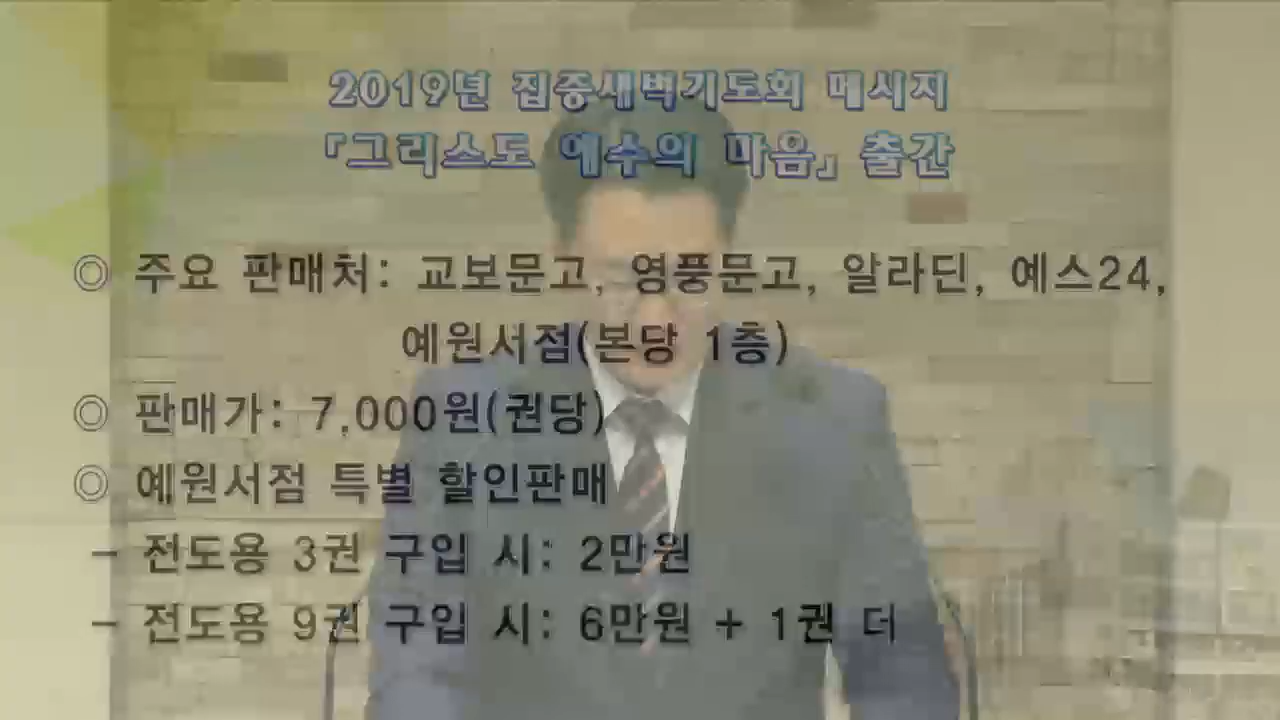 2019년 집중새벽기도회 메시지
『그리스도 예수의 마음』 출간
◎ 주요 판매처: 교보문고, 영풍문고, 알라딘, 예스24,
예원서점(본당 1층)
◎ 판매가: 7,000원(권당)
◎ 예원서점 특별 할인판매
- 전도용 3권 구입 시: 2만원
- 전도용 9권 구입 시: 6만원 + 1권 더